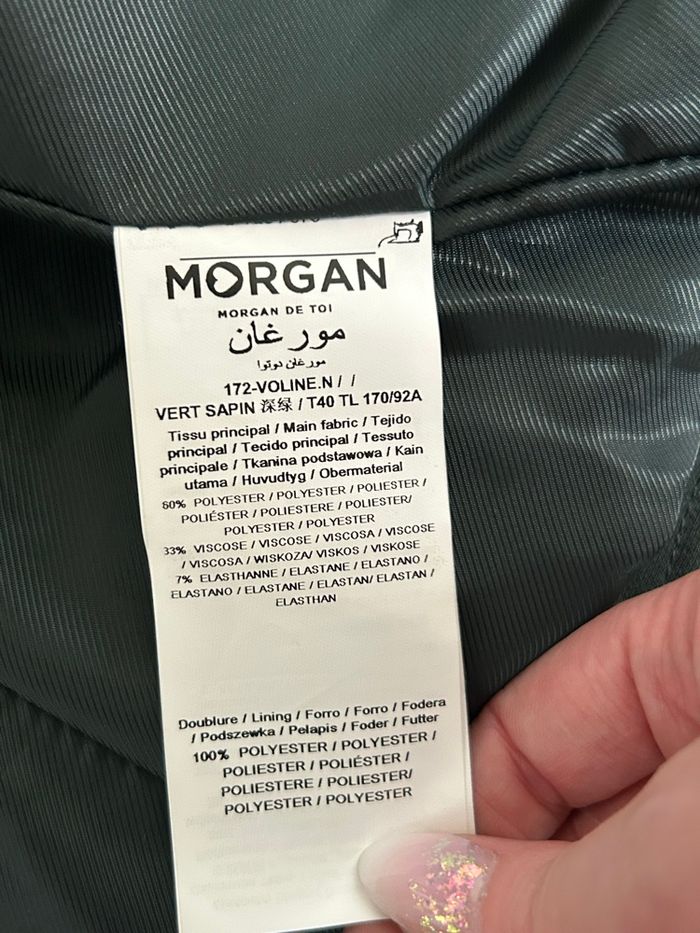 MORGAN
MORGAN DE TOI
مورغان
مورغان دوتوا
172-VOLINE.N / /
VERT SAPIN 深绿 / T40 TL 170/92A
Tissu principal / Main fabric / Tejido
principal / Tecido principal / Tessuto
principale / Tkanina podstawowa / Kain
utama / Huvudtyg / Obermaterial
60% POLYESTER / POLYESTER / POLIESTER /
POLIÉSTER / POLIESTERE / POLIESTER/
POLYESTER / POLYESTER
33% VISCOSE / VISCOSE / VISCOSA / VISCOSE
/ VISCOSA / WISKOZA/ VISKOS / VISKOSE
7% ELASTHANNE / ELASTANE / ELASTANO /
ELASTANO / ELASTANE / ELASTAN/ ELASTAN /
ELASTHAN
Doublure / Lining / Forro / Forro / Fodera
/ Podszewka / Pelapis / Foder / Futter
100% POLYESTER / POLYESTER /
POLIESTER / POLIÉSTER /
POLIESTERE / POLIESTER/
POLYESTER / POLYESTER